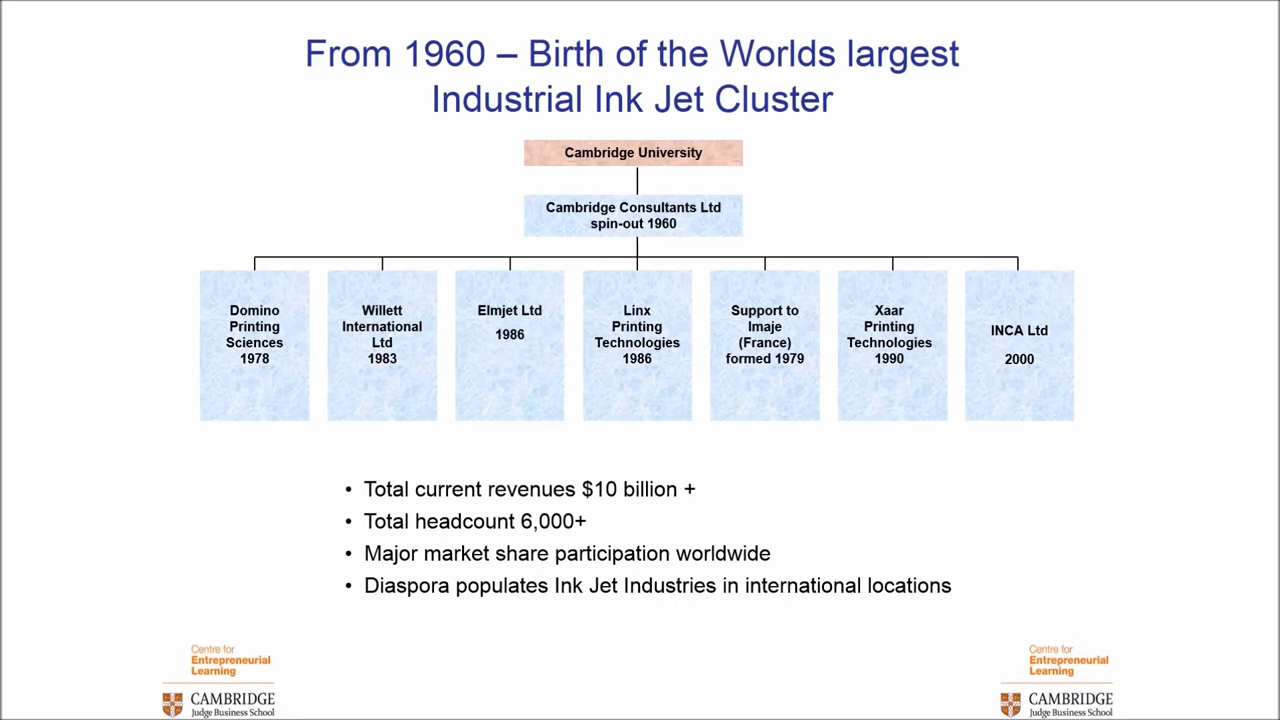 From 1960 – Birth of the Worlds largest
Industrial Ink Jet Cluster
Cambridge University
Cambridge Consultants Ltd
spin-out 1960
Domino
Printing
Sciences
1978
Willett
International
Ltd
1983
Elmjet Ltd
1986
Linx
Printing
Technologies
1986
Support to
Imaje
(France)
formed 1979
Xaar
Printing
Technologies
1990
INCA Ltd
2000
• Total current revenues $10 billion +
• Total headcount 6,000+
• Major market share participation worldwide
• Diaspora populates Ink Jet Industries in international locations
Centre for
Entrepreneurial
Learning
CAMBRIDGE
Judge Business School
Centre for
Entrepreneurial
Learning
CAMBRIDGE
Judge Business School